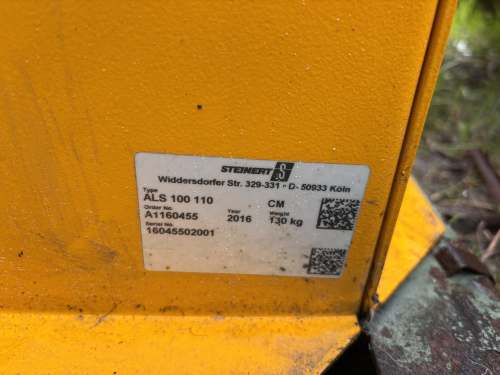 STEINERT S
Widdersdorfer Str. 329-331 • D- 50933 Köln
Type
ALS 100 110 CM
Order No. Year Weight
A1160455 2016 130 kg
Serial No.
16045502001